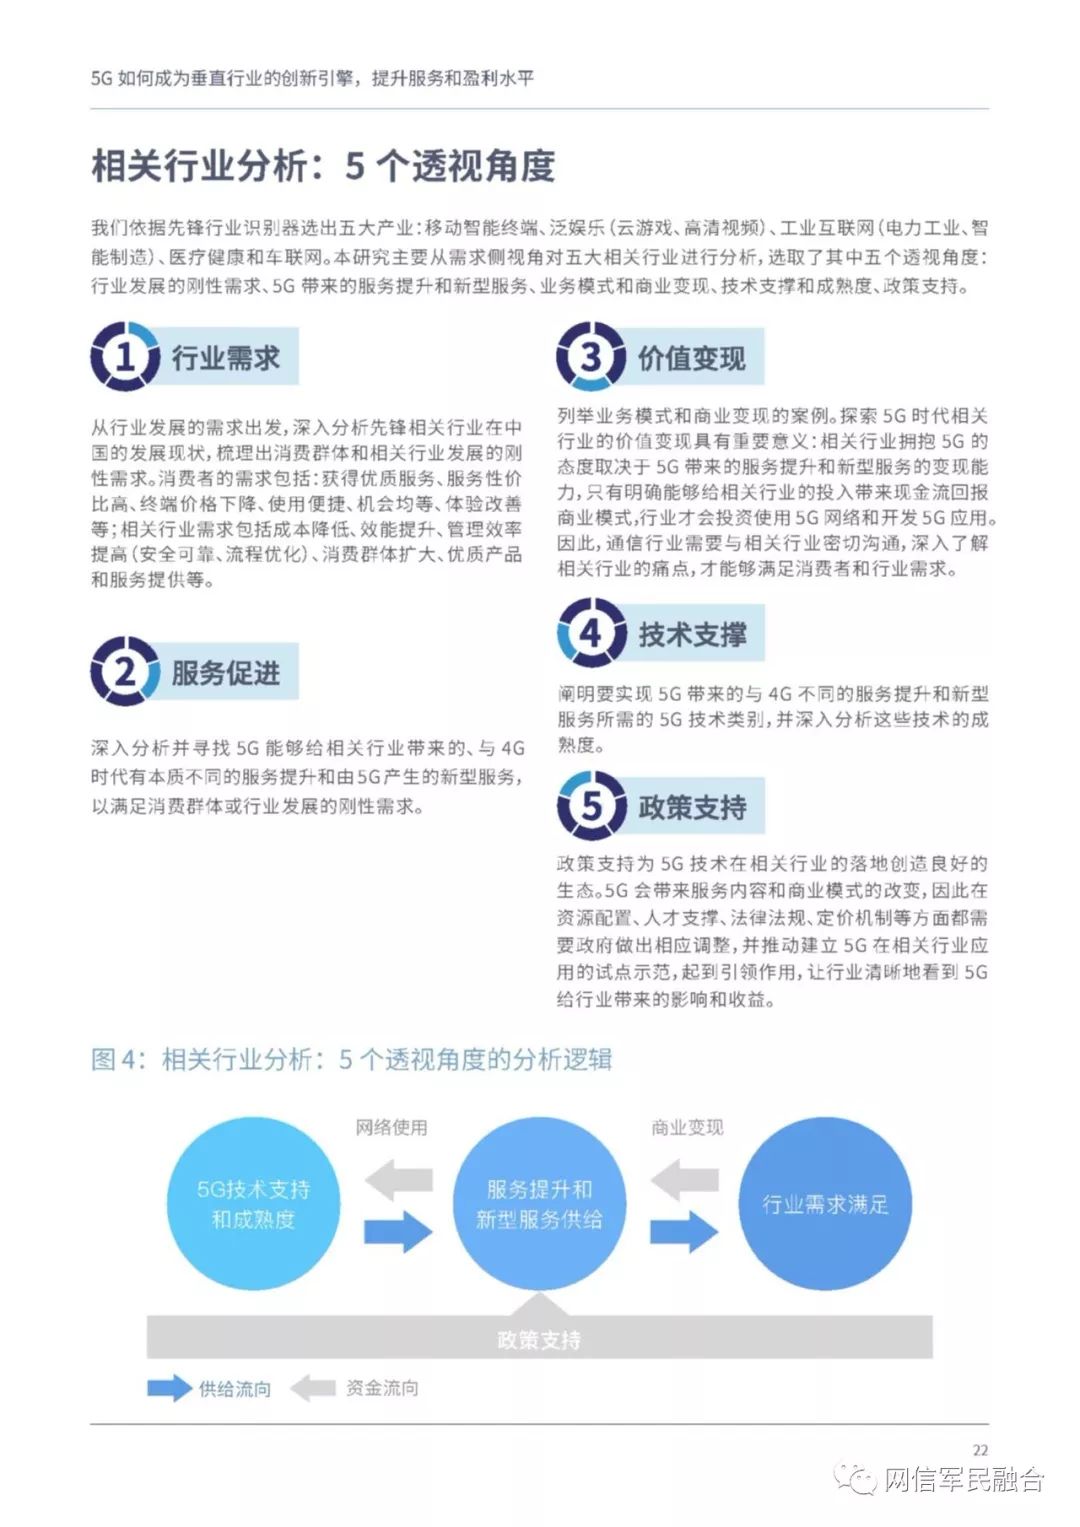 5G 如何成为垂直行业的创新引擎，提升服务和盈利水平
相关行业分析：5 个透视角度
我们依据先锋行业识别器选出五大产业：移动智能终端、泛娱乐（云游戏、高清视频）、工业互联网（电力工业、智
能制造）、医疗健康和车联网。本研究主要从需求侧视角对五大相关行业进行分析，选取了其中五个透视角度：
行业发展的刚性需求、5G 带来的服务提升和新型服务、业务模式和商业变现、技术支撑和成熟度、政策支持。
1 行业需求
从行业发展的需求出发，深入分析先锋相关行业在中
国的发展现状，梳理出消费群体和相关行业发展的刚
性需求。消费者的需求包括：获得优质服务、服务性价
比高、终端价格下降、使用便捷、机会均等、体验改善
等；相关行业需求包括成本降低、效能提升、管理效率
提高（安全可靠、流程优化）、消费群体扩大、优质产品
和服务提供等。
2 服务促进
深入分析并寻找 5G 能够给相关行业带来的、与 4G
时代有本质不同的服务提升和由5G产生的新型服务，
以满足消费群体或行业发展的刚性需求。
3 价值变现
列举业务模式和商业变现的案例。探索 5G 时代相关
行业的价值变现具有重要意义：相关行业拥抱 5G 的
态度取决于 5G 带来的服务提升和新型服务的变现能
力，只有明确能够给相关行业的投入带来现金流回报
商业模式，行业才会投资使用5G网络和开发5G应用。
因此，通信行业需要与相关行业密切沟通，深入了解
相关行业的痛点，才能够满足消费者和行业需求。
4 技术支撑
阐明要实现 5G 带来的与 4G 不同的服务提升和新型
服务所需的 5G 技术类别，并深入分析这些技术的成
熟度。
5 政策支持
政策支持为 5G 技术在相关行业的落地创造良好的
生态。5G 会带来服务内容和商业模式的改变，因此在
资源配置、人才支撑、法律法规、定价机制等方面都需
要政府做出相应调整，并推动建立 5G 在相关行业应
用的试点示范，起到引领作用，让行业清晰地看到 5G
给行业带来的影响和收益。
图 4：相关行业分析：5 个透视角度的分析逻辑
网络使用
商业变现
5G技术支持
和成熟度
服务提升和
新型服务供给
行业需求满足
政策支持
供给流向
资金流向
22
网信军民融合